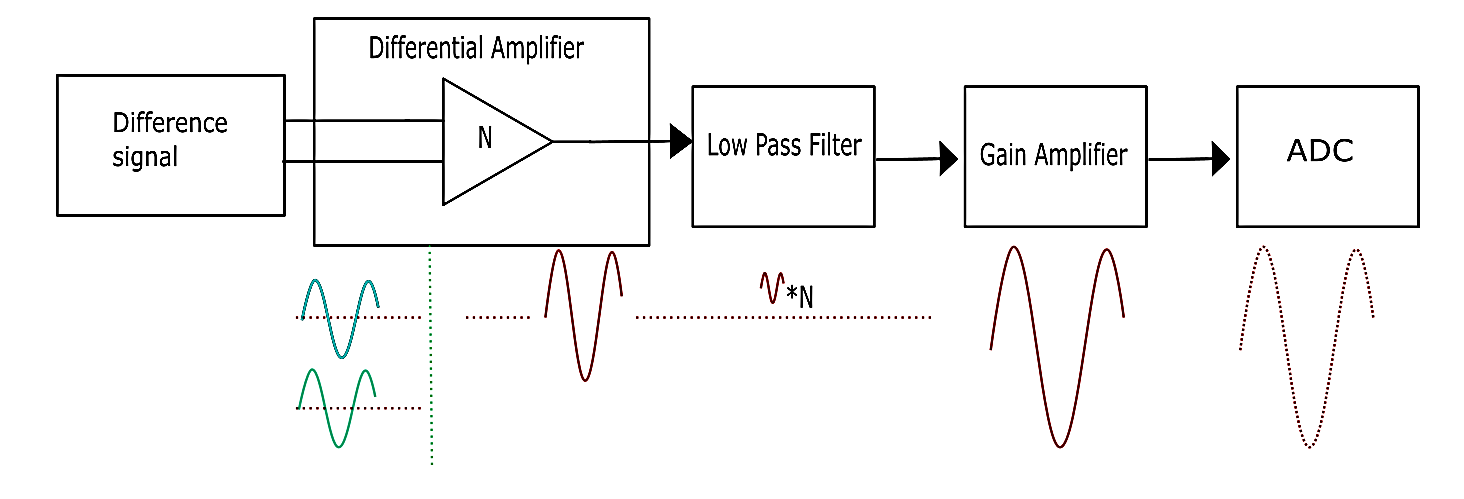 Differential Amplifier
Difference
signal
N
Low Pass Filter
Gain Amplifier
ADC
*N